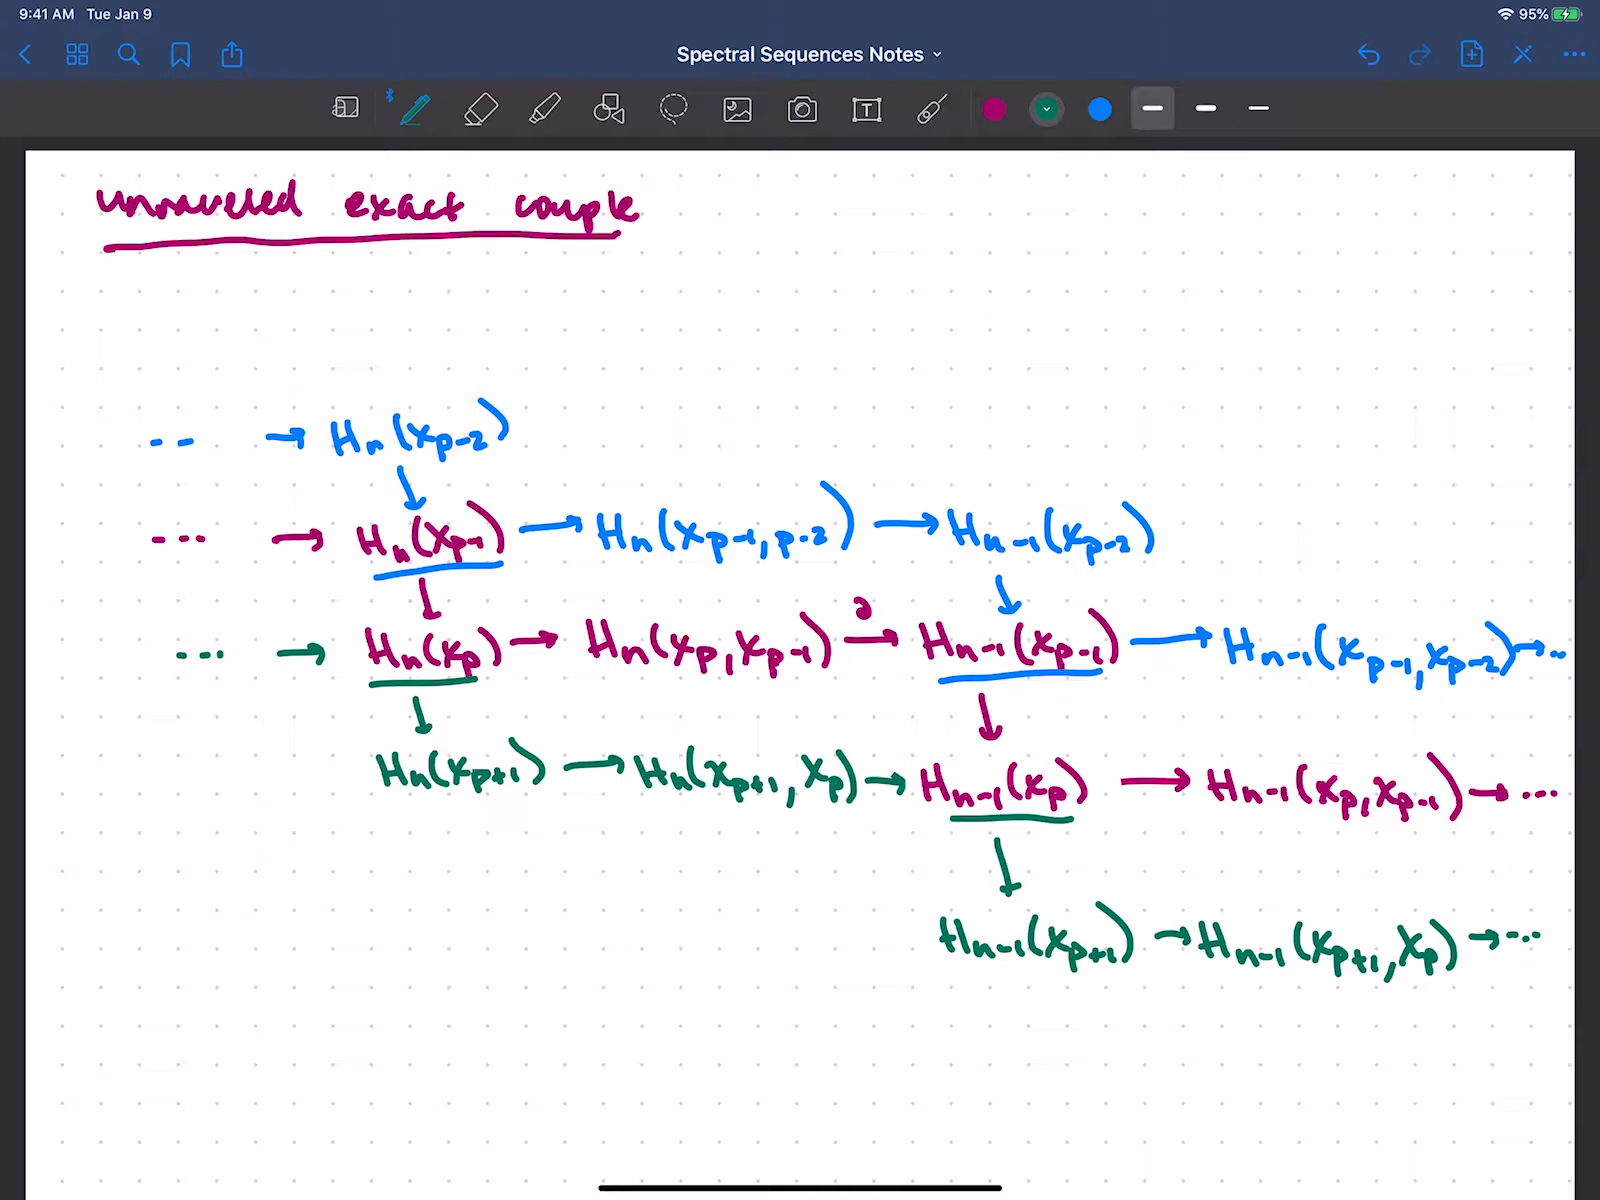 9:41 AM Tue Jan 9 95%
Spectral Sequences Notes
unraveled exact couple
-- → Hn(Xp-2)
↓
--- → Hn(Xp-1) → Hn(Xp-1,p-2) → Hn-1(Xp-2)
↓ ↓
--- → Hn(Xp) → Hn(Xp,Xp-1) ∂→ Hn-1(Xp-1) → Hn-1(Xp-1,Xp-2) → ..
↓ ↓
Hn(Xp+1) → Hn(Xp+1,Xp) → Hn-1(Xp) → Hn-1(Xp,Xp-1) → ...
↓
Hn-1(Xp+1) → Hn-1(Xp+1,Xp) → ...